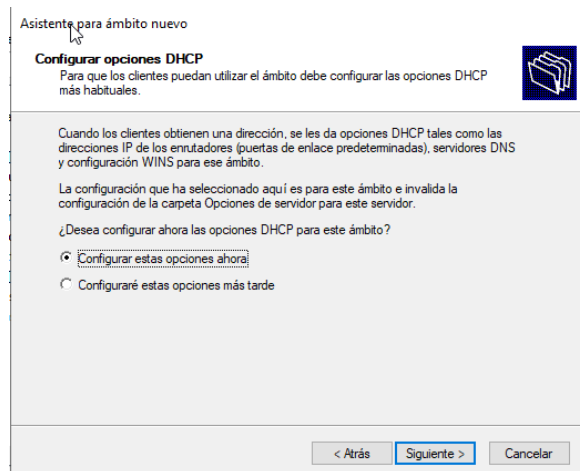 Asistente para ámbito nuevo
Configurar opciones DHCP
Para que los clientes puedan utilizar el ámbito debe configurar las opciones DHCP
más habituales.
Cuando los clientes obtienen una dirección, se les da opciones DHCP tales como las
direcciones IP de los enrutadores (puertas de enlace predeterminadas), servidores DNS
y configuración WINS para ese ámbito.
La configuración que ha seleccionado aquí es para este ámbito e invalida la
configuración de la carpeta Opciones de servidor para este servidor.
¿Desea configurar ahora las opciones DHCP para este ámbito?
Configurar estas opciones ahora
Configuraré estas opciones más tarde
< Atrás
Siguiente >
Cancelar